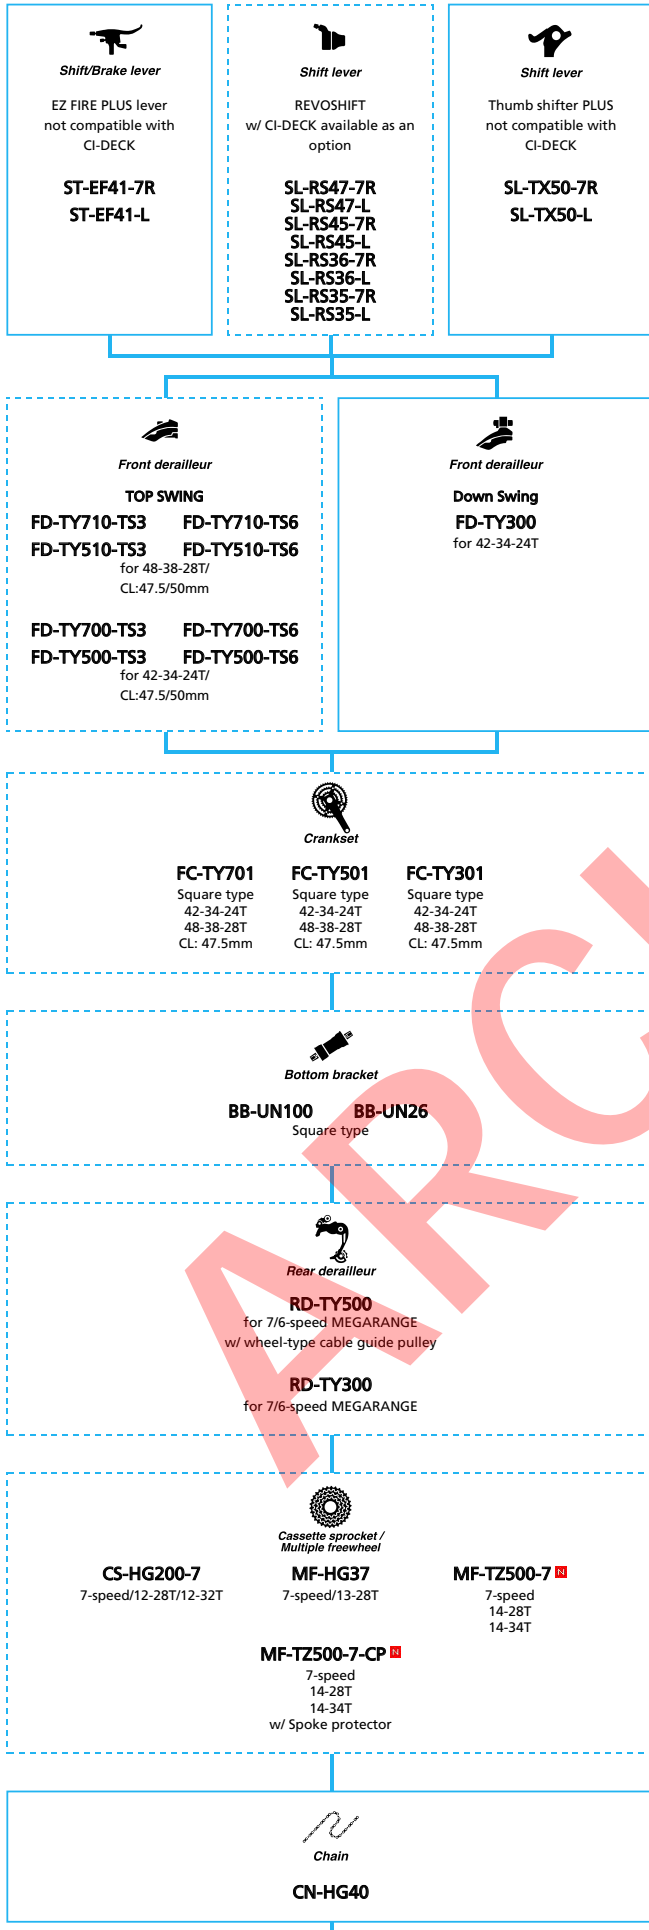 Shift/Brake lever
EZ FIRE PLUS lever
not compatible with
CI-DECK
ST-EF41-7R
ST-EF41-L
Shift lever
REVOSHIFT
w/ CI-DECK available as an
option
SL-RS47-7R
SL-RS47-L
SL-RS45-7R
SL-RS45-L
SL-RS36-7R
SL-RS36-L
SL-RS35-7R
SL-RS35-L
Shift lever
Thumb shifter PLUS
not compatible with
CI-DECK
SL-TX50-7R
SL-TX50-L
Front derailleur
TOP SWING
FD-TY710-TS3 FD-TY710-TS6
FD-TY510-TS3 FD-TY510-TS6
for 48-38-28T/
CL:47.5/50mm
FD-TY700-TS3 FD-TY700-TS6
FD-TY500-TS3 FD-TY500-TS6
for 42-34-24T/
CL:47.5/50mm
Front derailleur
Down Swing
FD-TY300
for 42-34-24T
Crankset
FC-TY701 FC-TY501 FC-TY301
Square type Square type Square type
42-34-24T 42-34-24T 42-34-24T
48-38-28T 48-38-28T 48-38-28T
CL: 47.5mm CL: 47.5mm CL: 47.5mm
Bottom bracket
BB-UN100 BB-UN26
Square type
Rear derailleur
RD-TY500
for 7/6-speed MEGARANGE
w/ wheel-type cable guide pulley
RD-TY300
for 7/6-speed MEGARANGE
Cassette sprocket /
Multiple freewheel
CS-HG200-7 MF-HG37 MF-TZ500-7 N
7-speed/12-28T/12-32T 7-speed/13-28T 7-speed
14-28T
14-34T
MF-TZ500-7-CP N
7-speed
14-28T
14-34T
w/ Spoke protector
Chain
CN-HG40